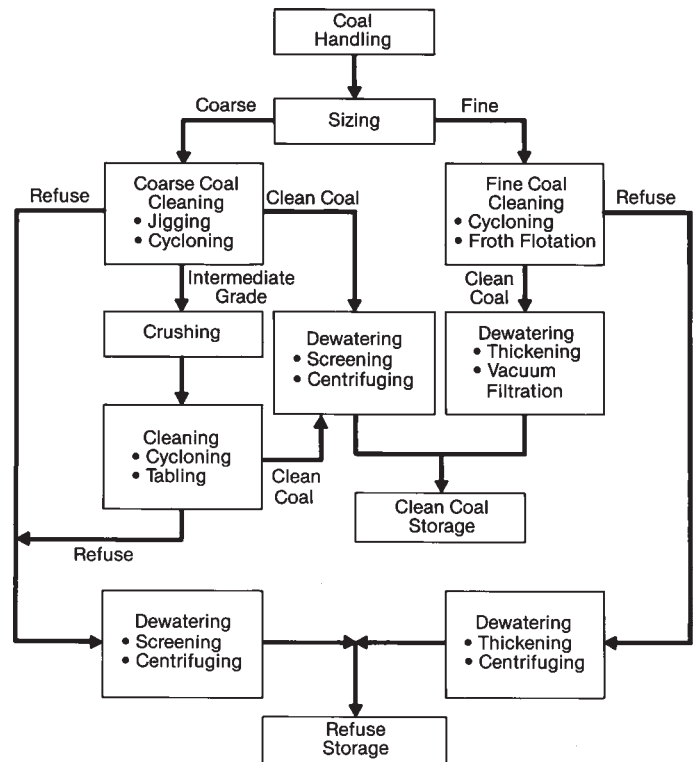 Coal
Handling
Coarse
Fine
Sizing
Refuse
Coarse Coal
Cleaning
• Jigging
• Cycloning
Clean Coal
Fine Coal
Cleaning
• Cycloning
• Froth Flotation
Refuse
Intermediate
Grade
Clean
Coal
Crushing
Dewatering
• Screening
• Centrifuging
Dewatering
• Thickening
• Vacuum
Filtration
Cleaning
• Cycloning
• Tabling
Clean
Coal
Clean Coal
Storage
Refuse
Dewatering
• Screening
• Centrifuging
Dewatering
• Thickening
• Centrifuging
Refuse
Storage